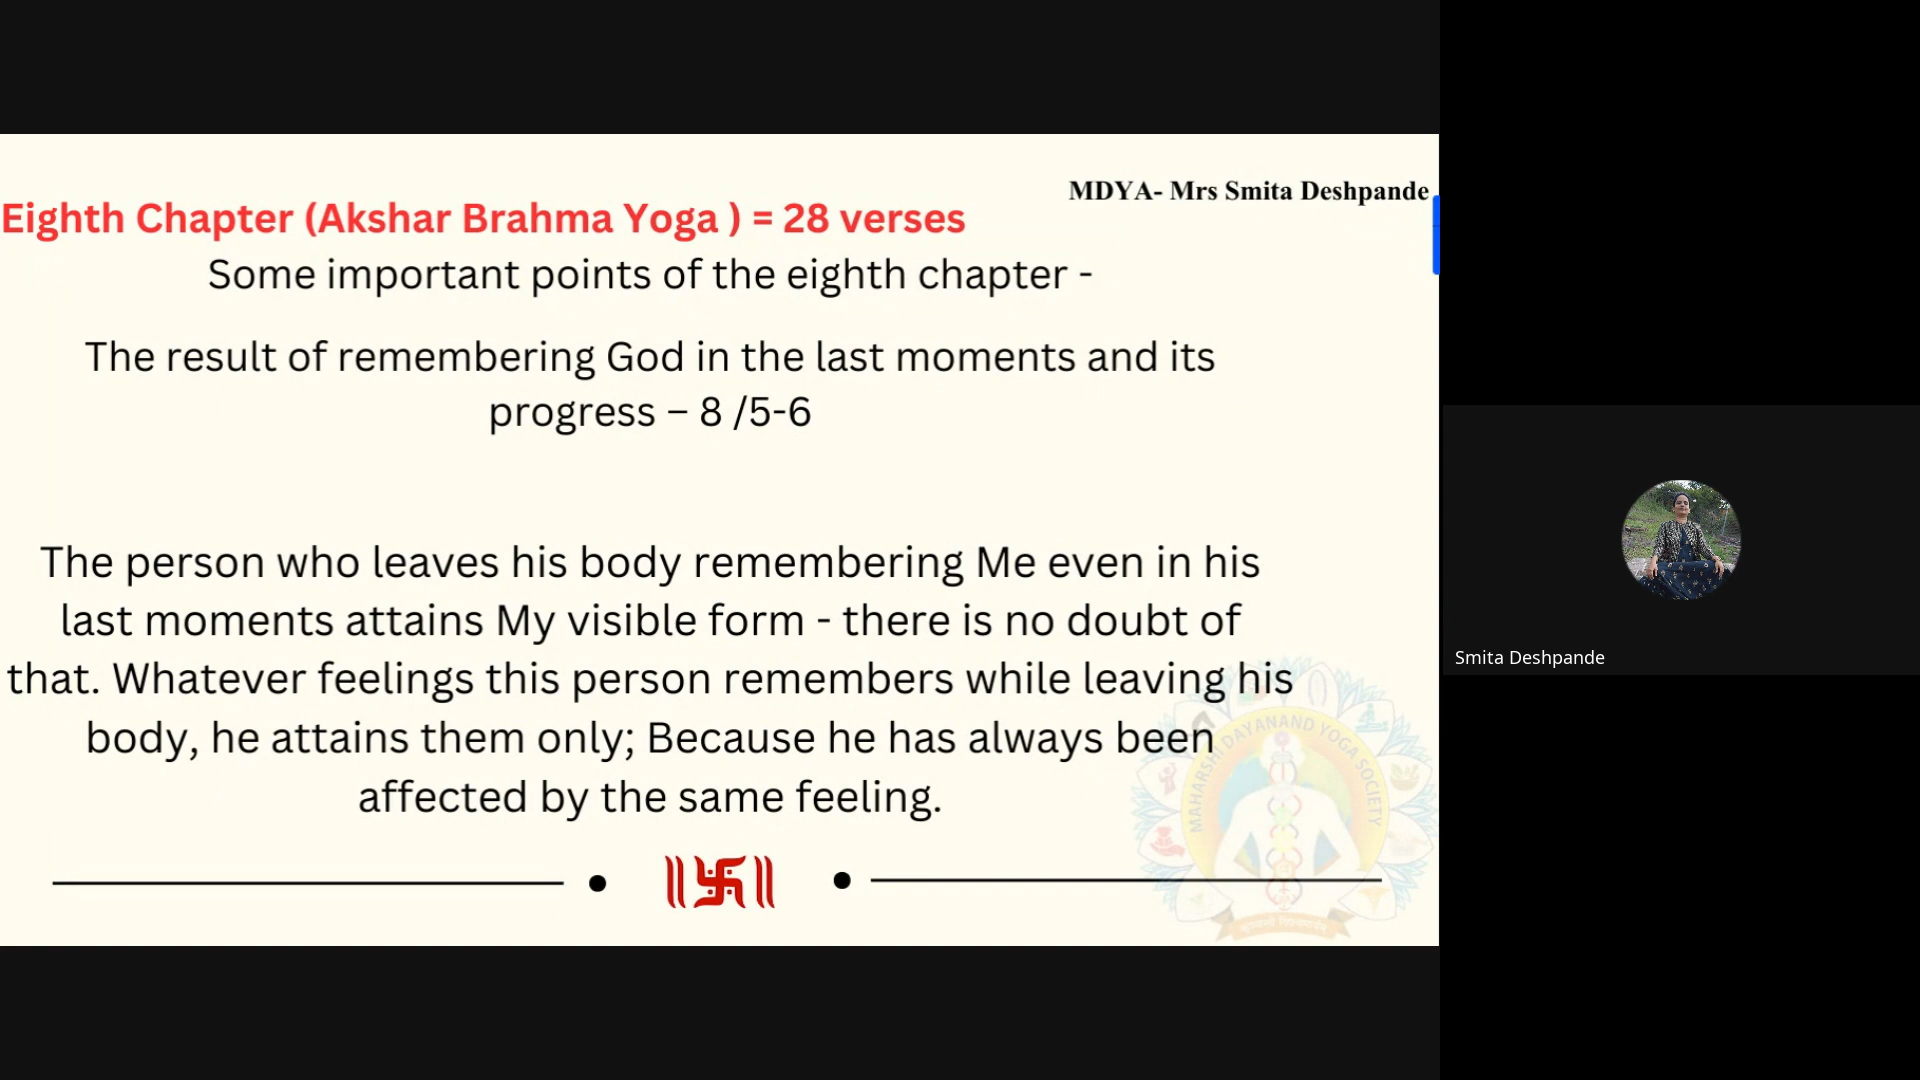 MDYA- Mrs Smita Deshpande
Eighth Chapter (Akshar Brahma Yoga ) = 28 verses
Some important points of the eighth chapter -
The result of remembering God in the last moments and its
progress – 8 /5-6
The person who leaves his body remembering Me even in his
last moments attains My visible form - there is no doubt of
that. Whatever feelings this person remembers while leaving his
body, he attains them only; Because he has always been
affected by the same feeling.
MAHARSHI DAYANAND YOGA SOCIETY
Smita Deshpande